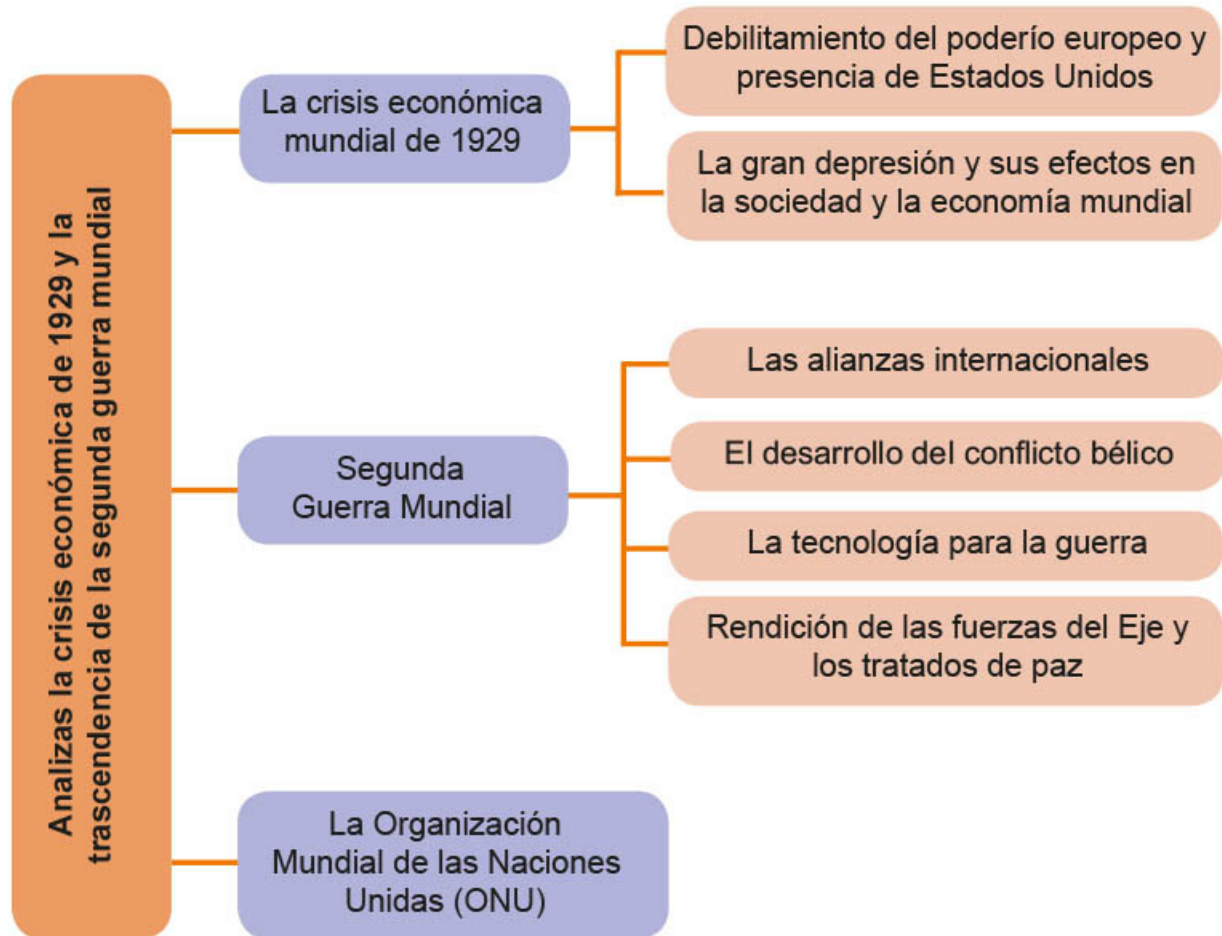 Analizas la crisis económica de 1929 y la
trascendencia de la segunda guerra mundial
La crisis económica
mundial de 1929
Debilitamiento del poderío europeo y
presencia de Estados Unidos
La gran depresión y sus efectos en
la sociedad y la economía mundial
Segunda
Guerra Mundial
Las alianzas internacionales
El desarrollo del conflicto bélico
La tecnología para la guerra
Rendición de las fuerzas del Eje y
los tratados de paz
La Organización
Mundial de las Naciones
Unidas (ONU)